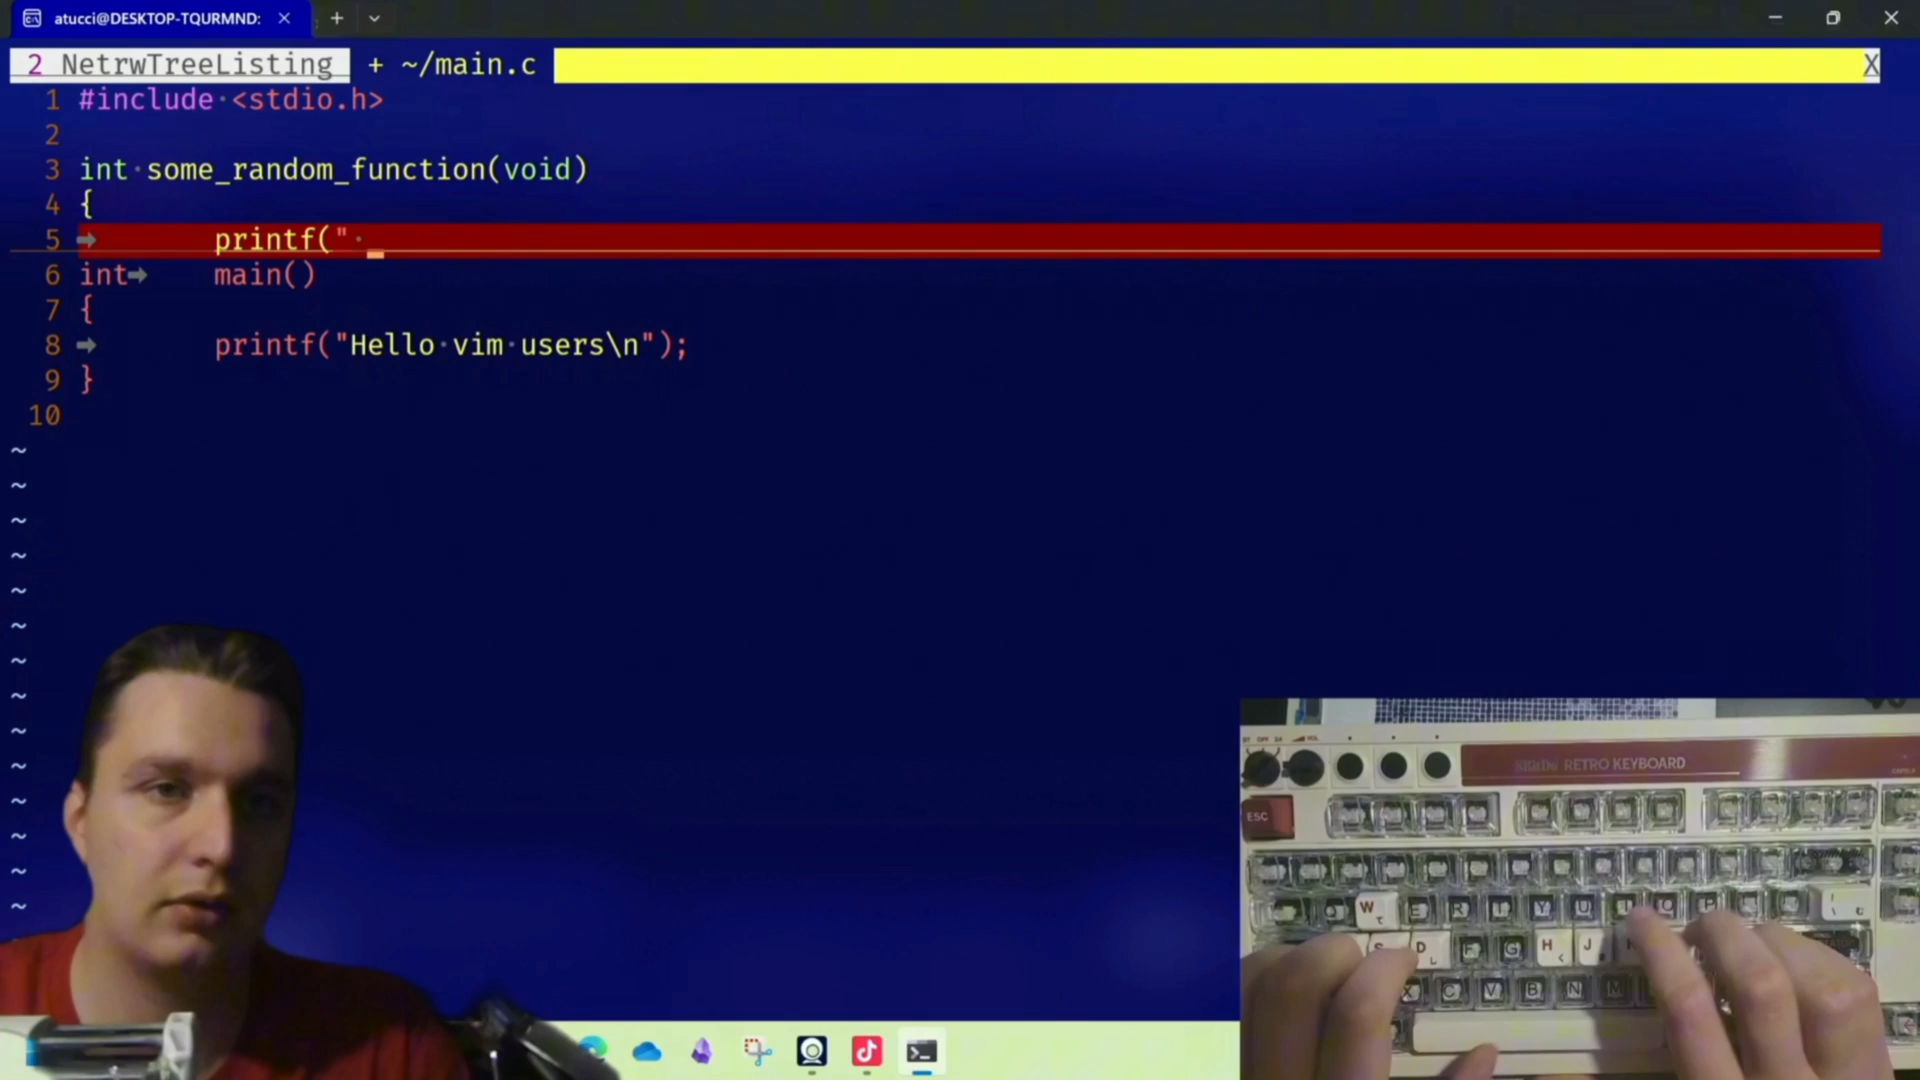 atucci@DESKTOP-TQURMND:
2 NetrwTreeListing + ~/main.c X
1 #include <stdio.h>
2
3 int some_random_function(void)
4 {
5 printf("
6 int main()
7 {
8 printf("Hello vim users\n");
9 }
10
~
~
~
~
~
~
~
~
~
~
~
~
~
~
RETRO KEYBOARD
ESC
W E R Y U I O P
S D F G H J
X C V B N M